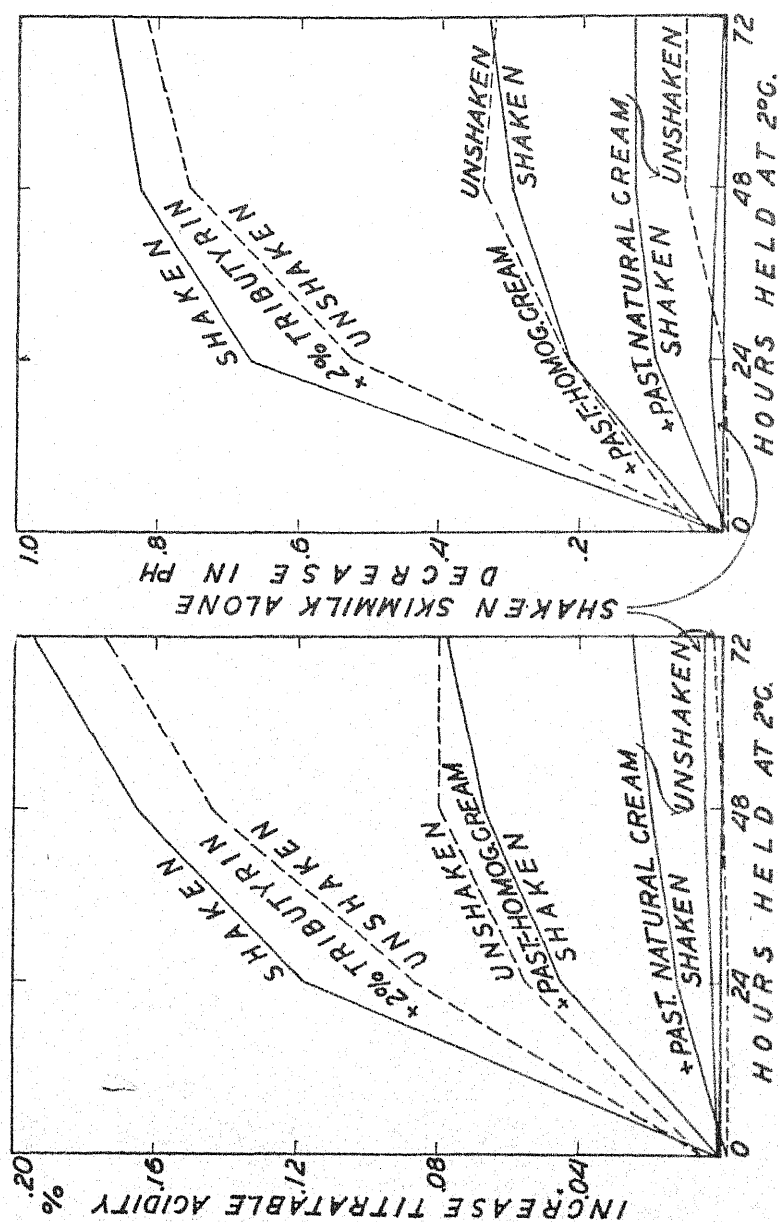 INCREASE TITRATABLE ACIDITY
%
.20
.16
.12
.08
.04
0
24
48
72
HOURS HELD AT 2°C.
SHAKEN
+2% TRIBUTYRIN
UNSHAKEN
UNSHAKEN
+PAST-HOMOG.CREAM
SHAKEN
+PAST. NATURAL CREAM
SHAKEN
UNSHAKEN
SHAKEN SKIMMILK ALONE
DECREASE IN PH
1.0
.8
.6
.4
.2
0
24
48
72
HOURS HELD AT 2°C.
SHAKEN
+2% TRIBUTYRIN
UNSHAKEN
UNSHAKEN
+PAST-HOMOG.CREAM
SHAKEN
+PAST. NATURAL CREAM,
SHAKEN
UNSHAKEN